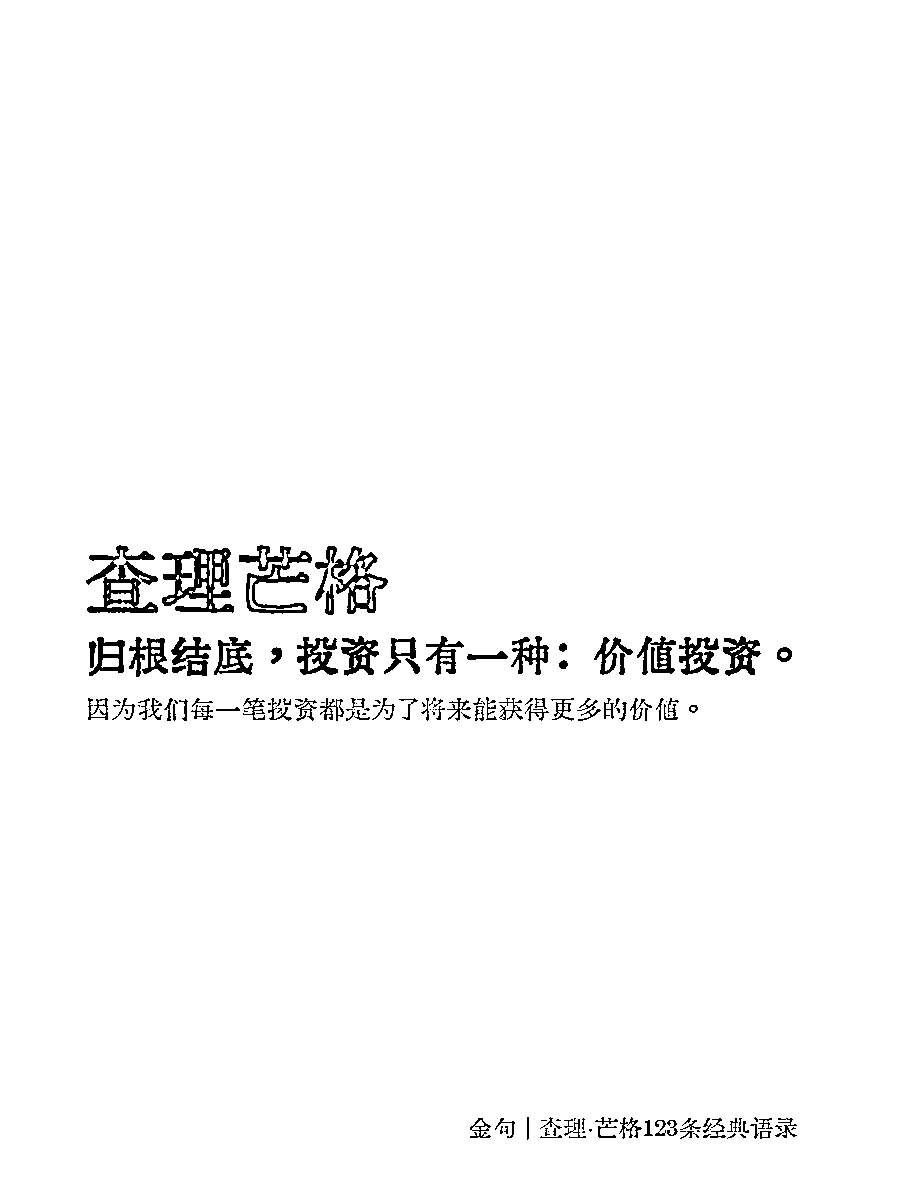 查理芒格
归根结底，投资只有一种：价值投资。
因为我们每一笔投资都是为了将来能获得更多的价值。
金句 | 查理·芒格123条经典语录